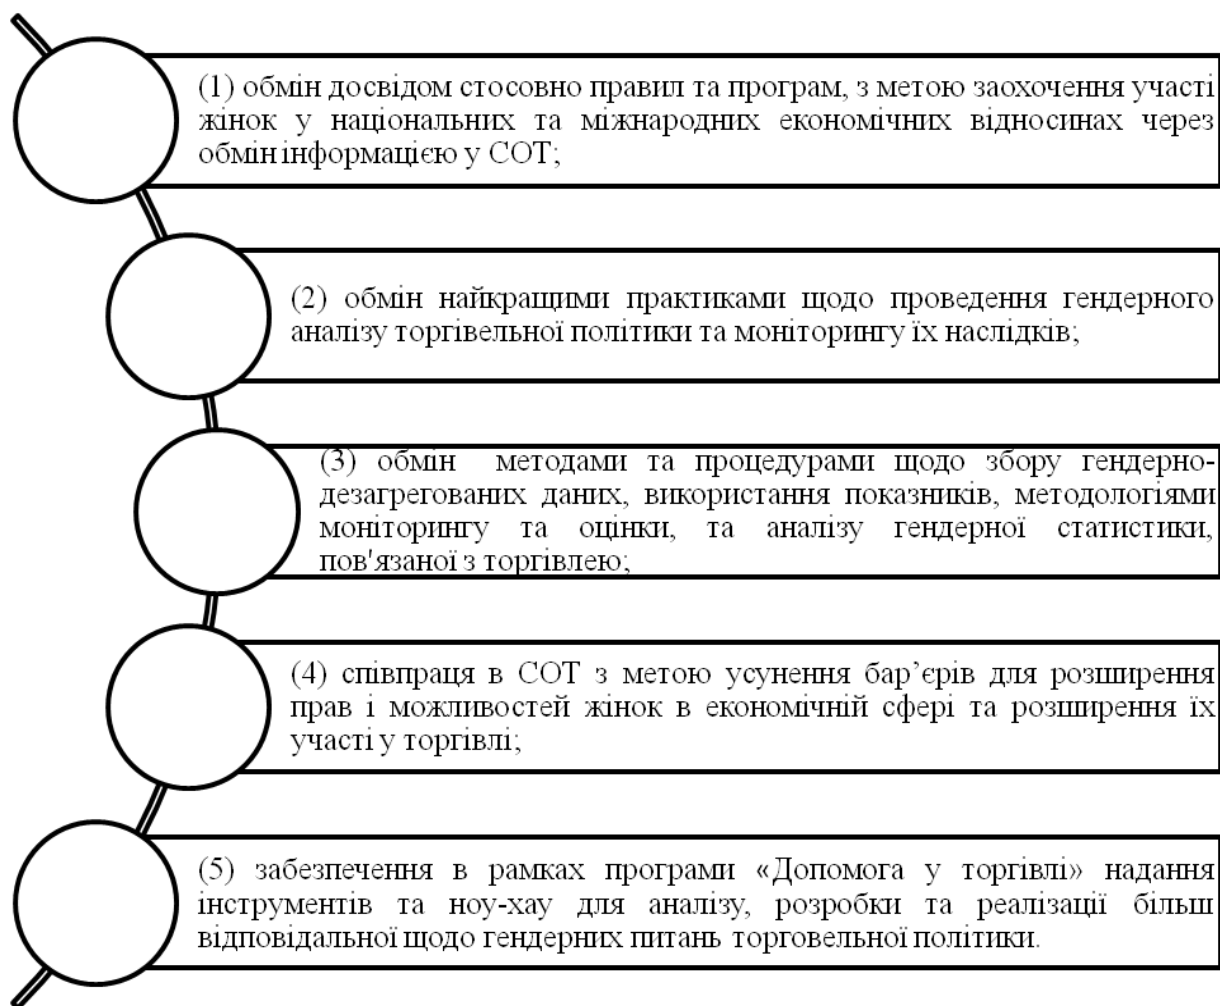 (1) обмін досвідом стосовно правил та програм, з метою заохочення участі
жінок у національних та міжнародних економічних відносинах через
обмін інформацією у СОТ;
(2) обмін найкращими практиками щодо проведення гендерного
аналізу торгівельної політики та моніторингу їх наслідків;
(3) обмін методами та процедурами щодо збору гендерно-
дезагрегованих даних, використання показників, методологіями
моніторингу та оцінки, та аналізу гендерної статистики,
пов'язаної з торгівлею;
(4) співпраця в СОТ з метою усунення бар’єрів для розширення
прав і можливостей жінок в економічній сфері та розширення їх
участі у торгівлі;
(5) забезпечення в рамках програми «Допомога у торгівлі» надання
інструментів та ноу-хау для аналізу, розробки та реалізації більш
відповідальної щодо гендерних питань торговельної політики.